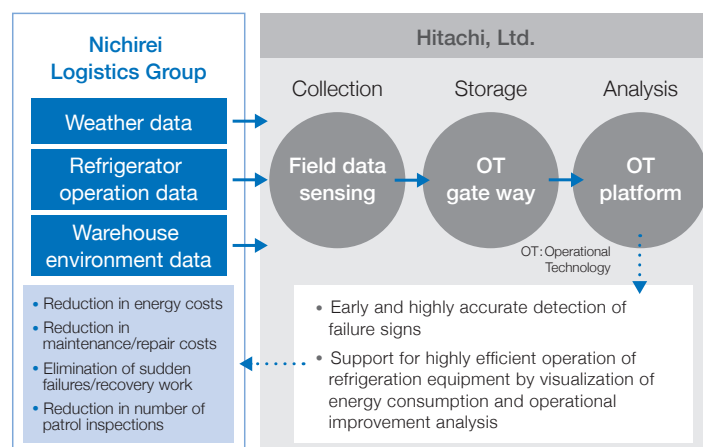 Nichirei
Logistics Group
Weather data
Refrigerator
operation data
Warehouse
environment data
• Reduction in energy costs
• Reduction in
maintenance/repair costs
• Elimination of sudden
failures/recovery work
• Reduction in number of
patrol inspections
Hitachi, Ltd.
Collection
Storage
Analysis
Field data
sensing
OT
gate way
OT
platform
OT: Operational
Technology
• Early and highly accurate detection of
failure signs
• Support for highly efficient operation of
refrigeration equipment by visualization of
energy consumption and operational
improvement analysis